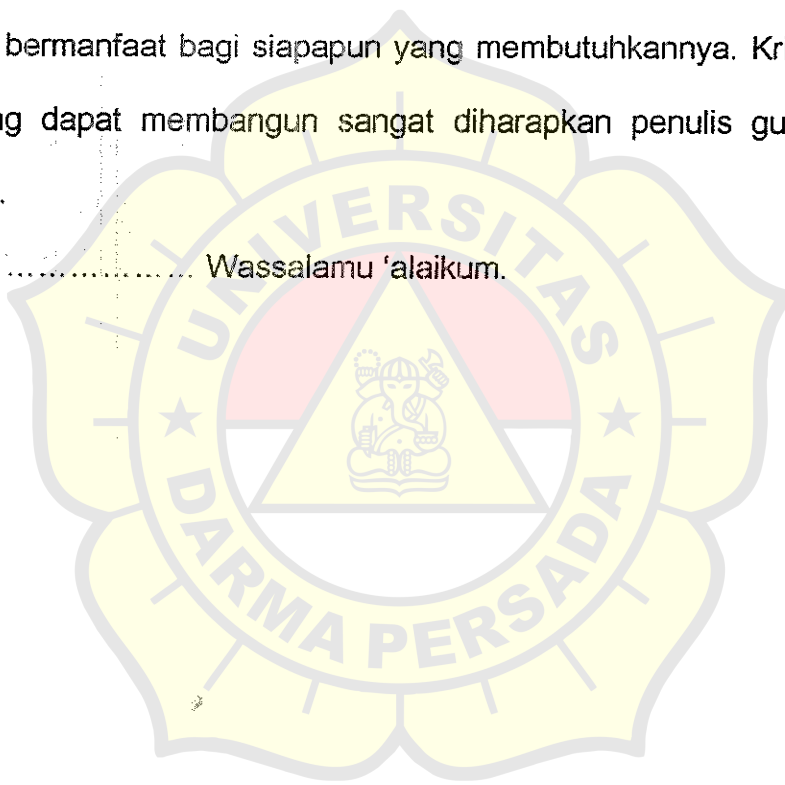 bermanfaat bagi siapapun yang membutuhkannya.
dapat membangun sangat diharapkan penulis
.
.................... Wassalamu 'alaikum.
UNIVERSITAS
DARMA PERSADA